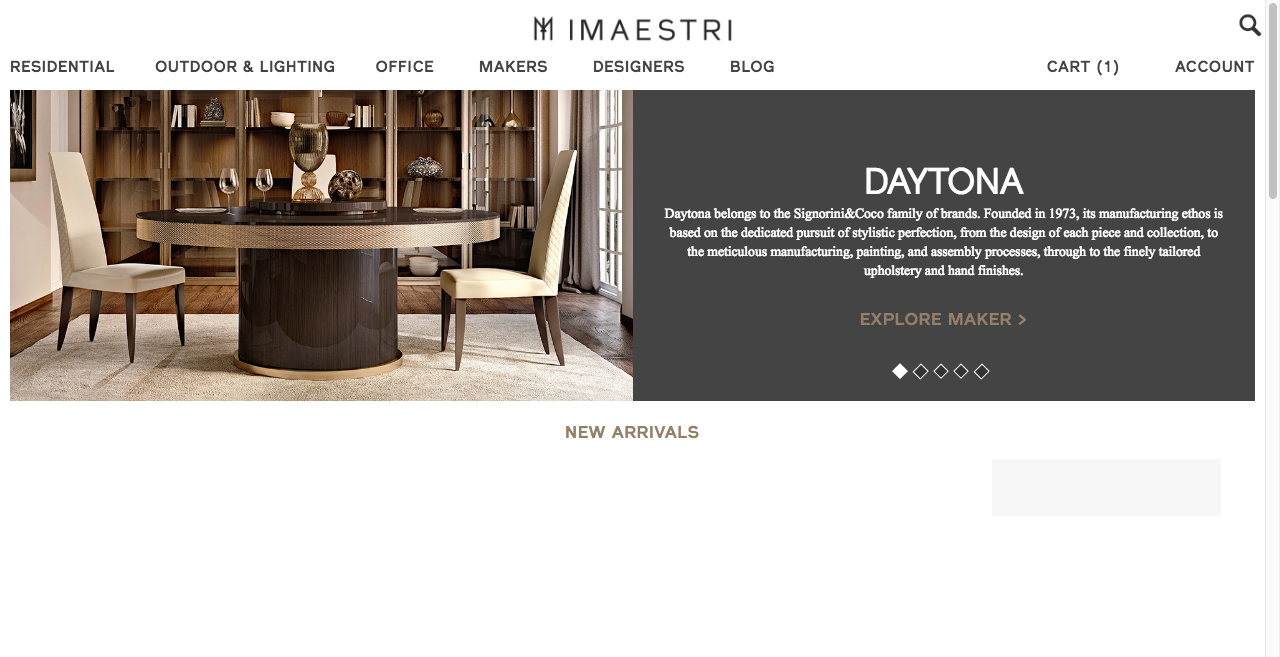 IMAESTRI
RESIDENTIAL OUTDOOR & LIGHTING OFFICE MAKERS DESIGNERS BLOG CART (1) ACCOUNT
DAYTONA
Daytona belongs to the Signorini&Coco family of brands. Founded in 1973, its manufacturing ethos is
based on the dedicated pursuit of stylistic perfection, from the design of each piece and collection, to
the meticulous manufacturing, painting, and assembly processes, through to the finely tailored
upholstery and hand finishes.
EXPLORE MAKER >
NEW ARRIVALS